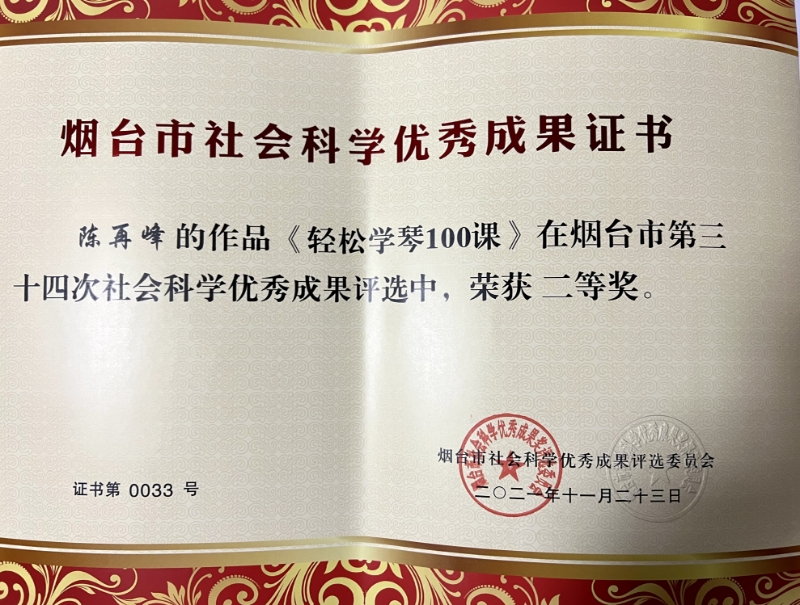 烟台市社会科学优秀成果证书
陈再峰的作品《轻松学琴100课》在烟台市第三
十四次社会科学优秀成果评选中，荣获 二等奖。
烟台市社会科学优秀成果评选委员会
证书第 0033 号
二〇二一年十一月二十三日